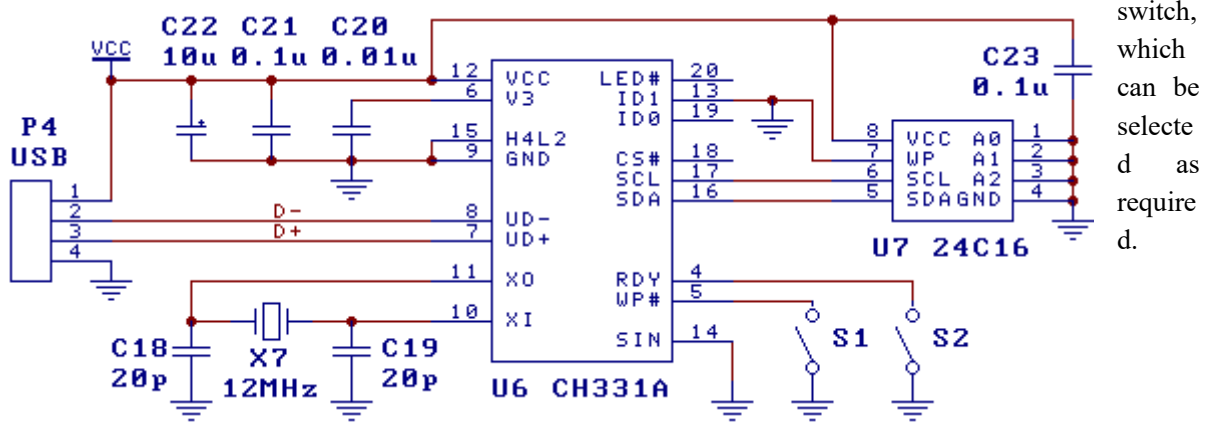 switch,
which
can be
selecte
d as
require
d.
C22 C21 C20
10u 0.1u 0.01u
VCC
C23
0.1u
P4
USB
1
2
3
4
D-
D+
12 VCC
6 V3
15 H4L2
9 GND
8 UD-
7 UD+
11 XO
10 XI
LED# 20
ID1 13
ID0 19
CS# 18
SCL 17
SDA 16
RDY 4
WP# 5
SIN 14
8 VCC A0 1
7 WP A1 2
6 SCL A2 3
5 SDAGND 4
U7 24C16
C18
20p
X7
12MHz
C19
20p
U6 CH331A
S1
S2